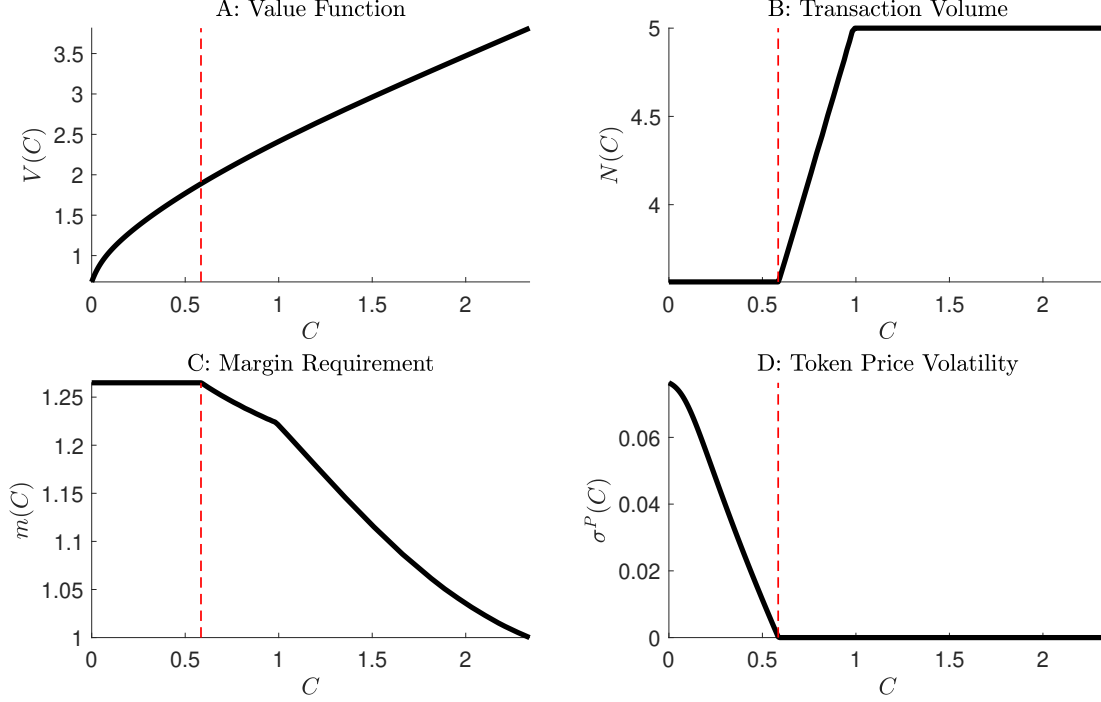 A: Value Function
V(C)
3.5
3
2.5
2
1.5
1
0 0.5 1 1.5 2
C
B: Transaction Volume
N(C)
5
4.5
4
0 0.5 1 1.5 2
C
C: Margin Requirement
m(C)
1.25
1.2
1.15
1.1
1.05
1
0 0.5 1 1.5 2
C
D: Token Price Volatility
σ^P(C)
0.06
0.04
0.02
0
0 0.5 1 1.5 2
C